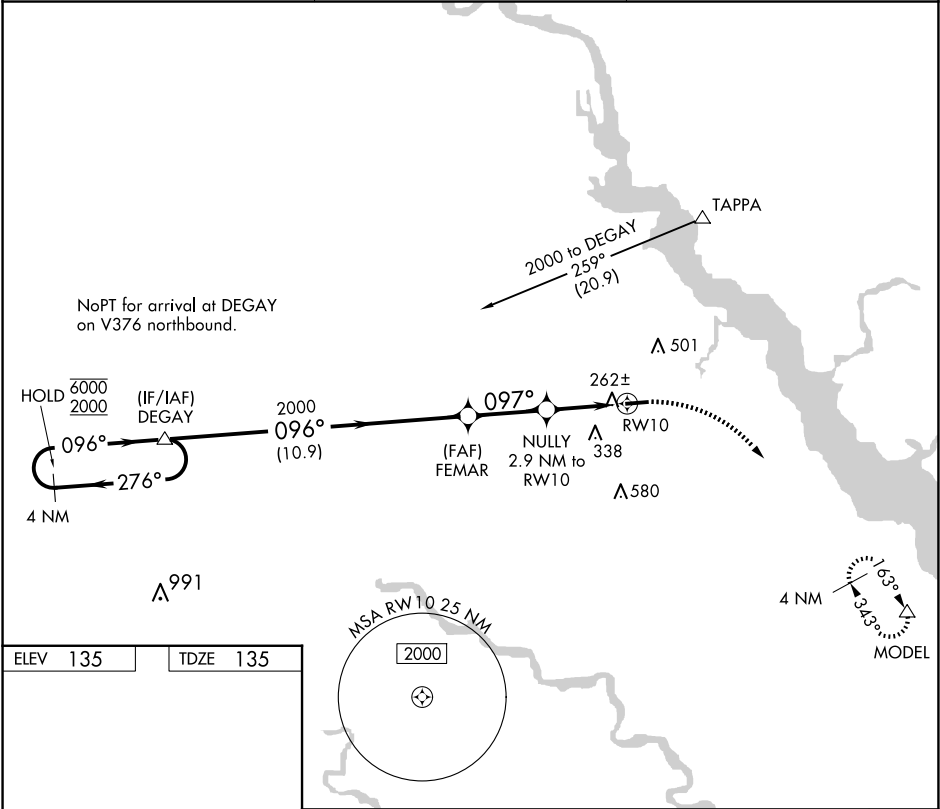 TAPPA
2000 to DEGAY
259°
(20.9)
NoPT for arrival at DEGAY
on V376 northbound.
501
HOLD 6000
2000
(IF/IAF)
DEGAY
262±
097°
2000
096°
(10.9)
096°
RW10
(FAF)
FEMAR
NULLY
2.9 NM to
RW10
338
276°
580
4 NM
991
163°
4 NM
343°
MODEL
MSA RW10 25 NM
2000
ELEV 135
TDZE 135